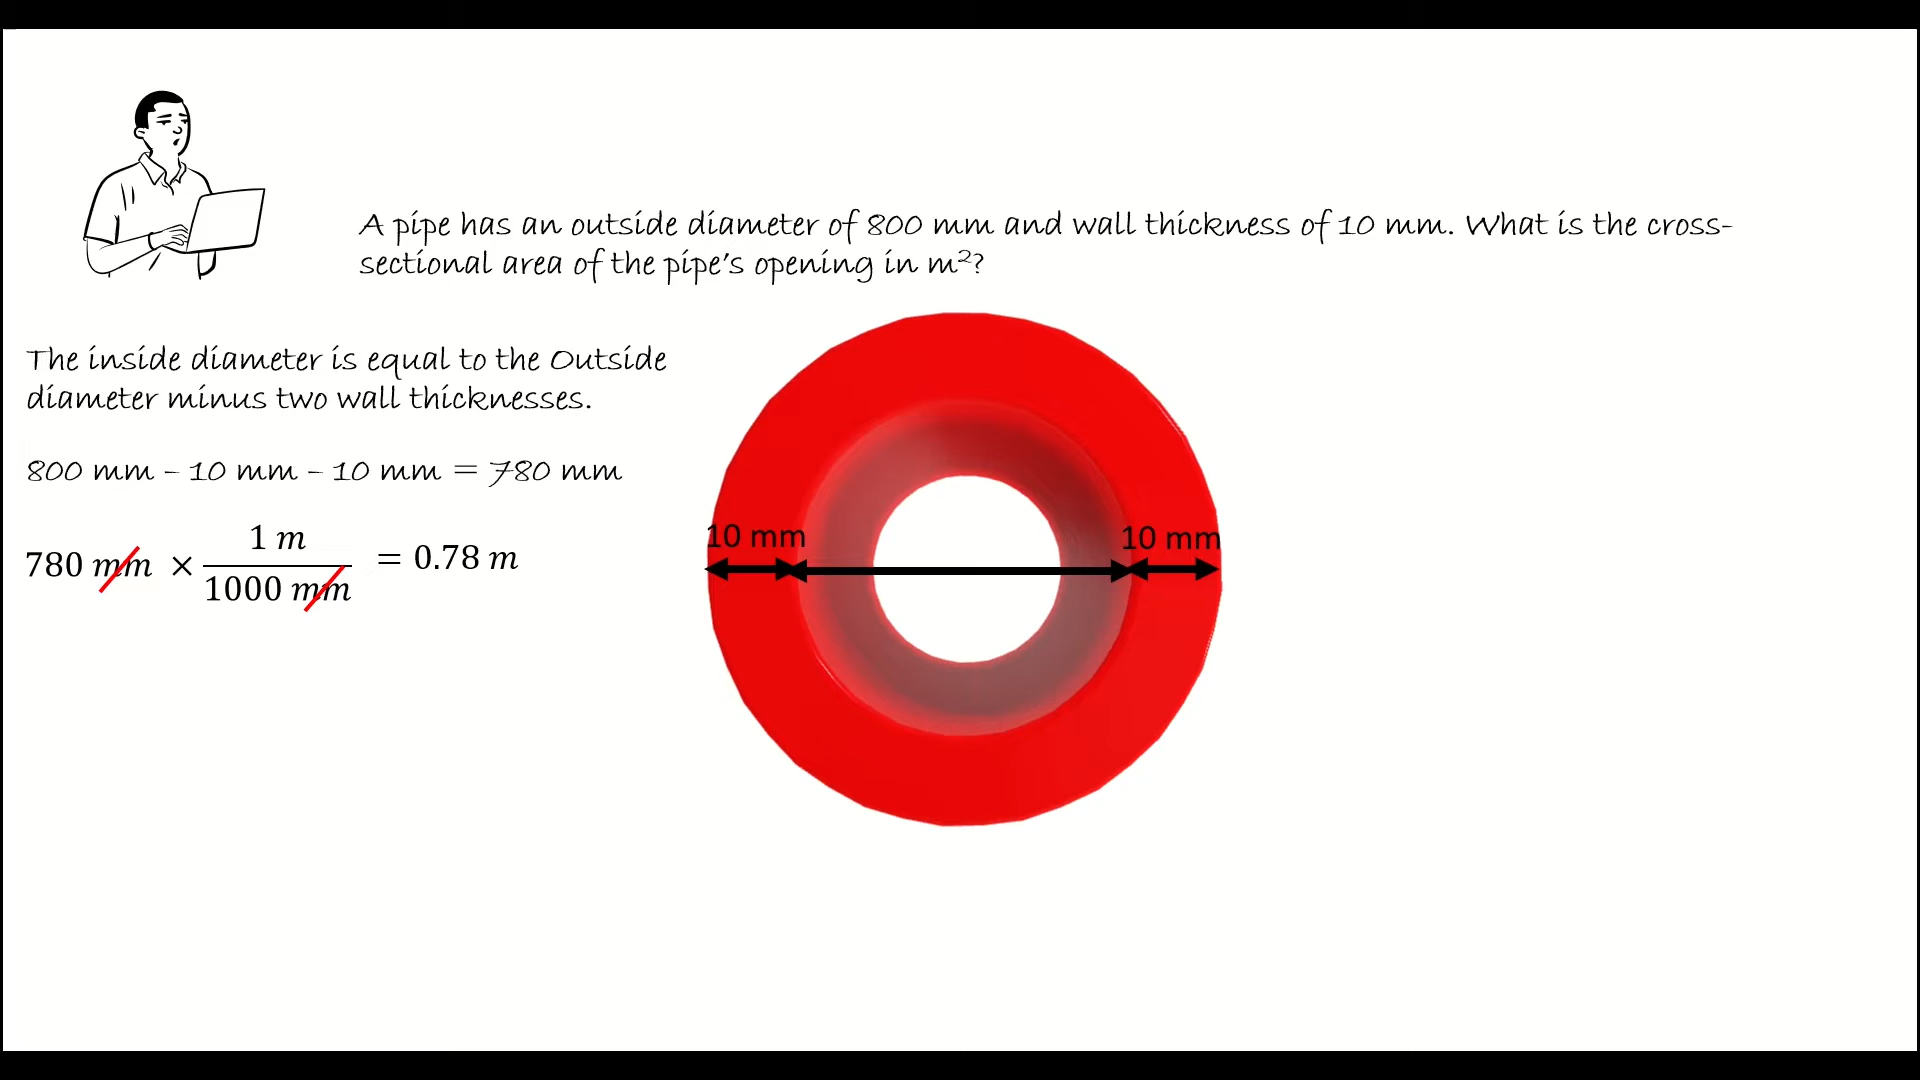 A pipe has an outside diameter of 800 mm and wall thickness of 10 mm. What is the cross-
sectional area of the pipe's opening in m²?
The inside diameter is equal to the Outside
diameter minus two wall thicknesses.
800 mm – 10 mm – 10 mm = 780 mm
780 mm × 1 m / 1000 mm = 0.78 m
10 mm
10 mm